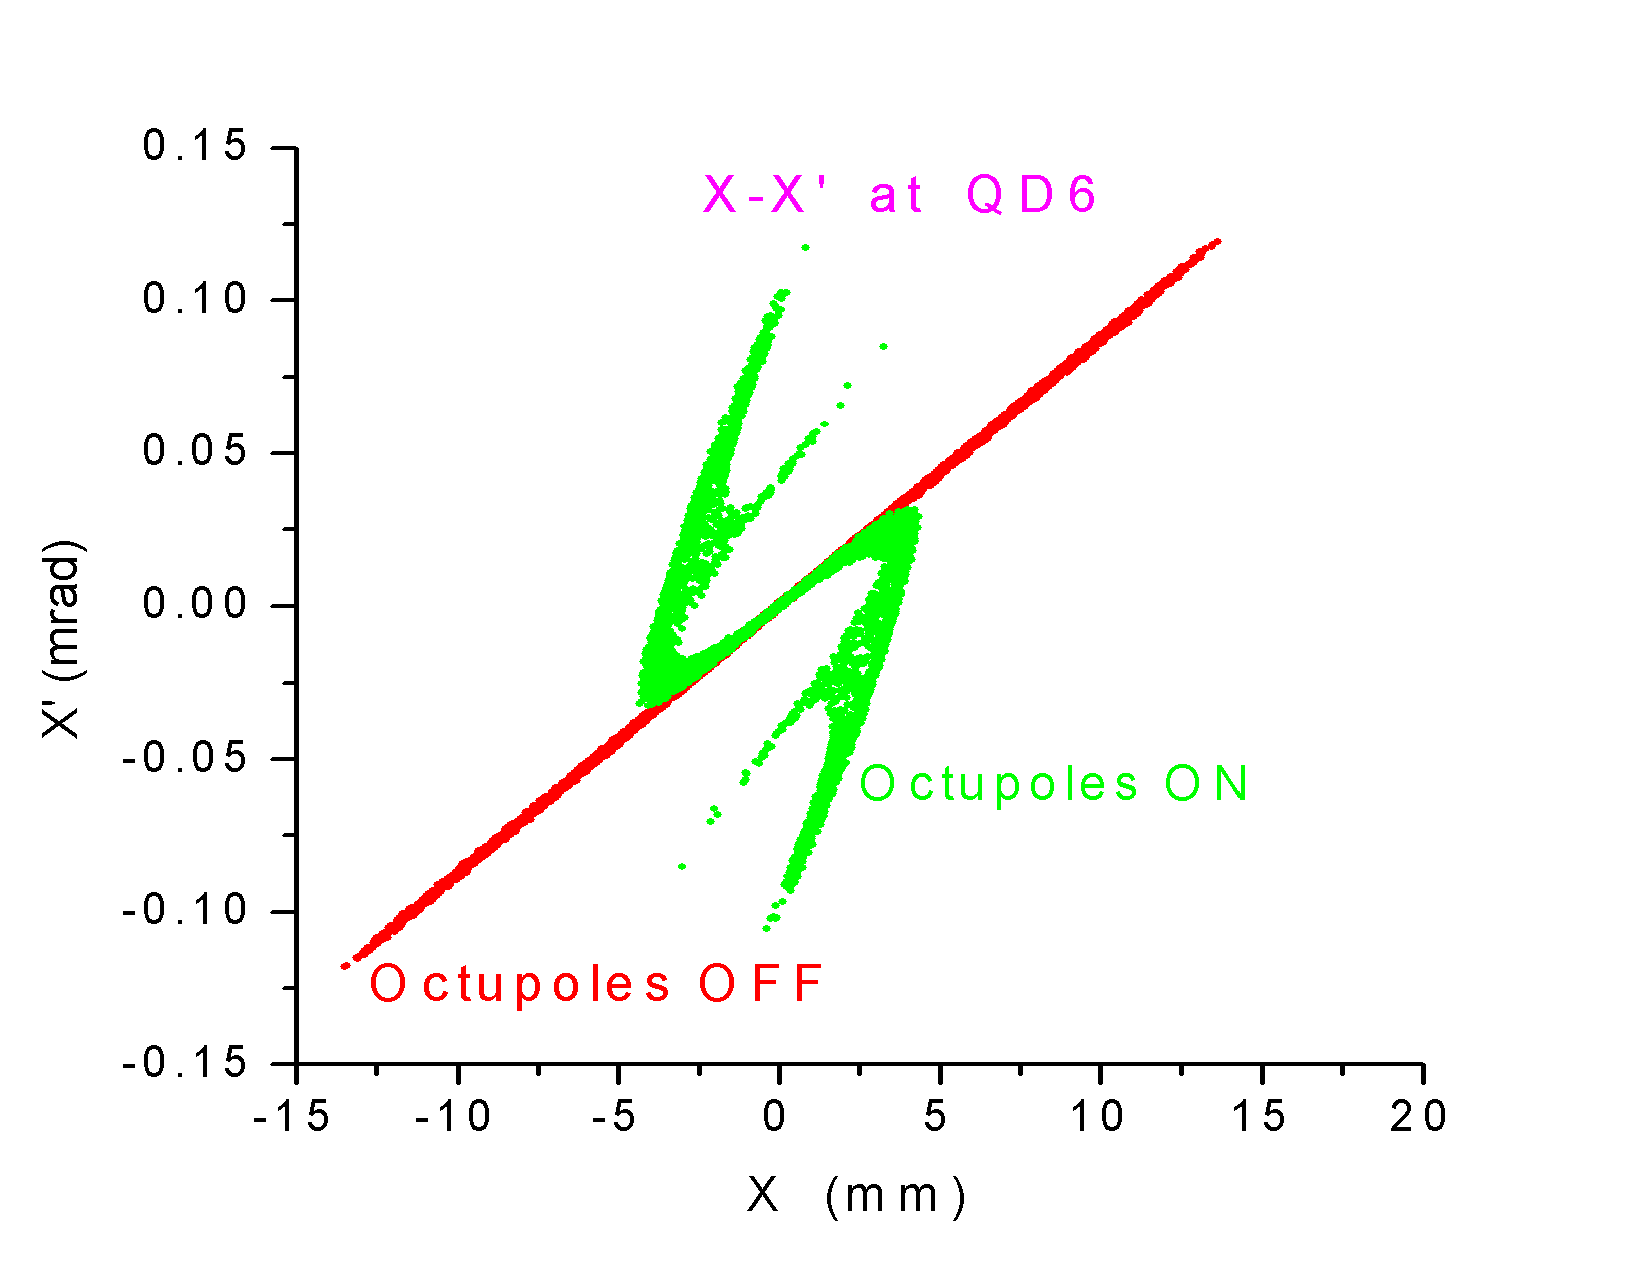 X-X' at QD6
0.15
0.10
0.05
0.00
-0.05
-0.10
-0.15
X' (mrad)
Octupoles ON
Octupoles OFF
-15 -10 -5 0 5 10 15 20
X (mm)